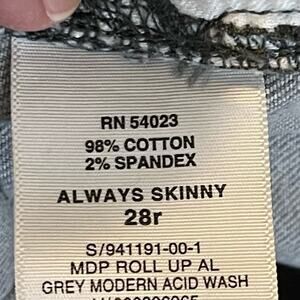 RN 54023
98% COTTON
2% SPANDEX
ALWAYS SKINNY
28r
S/941191-00-1
MDP ROLL UP AL
GREY MODERN ACID WASH